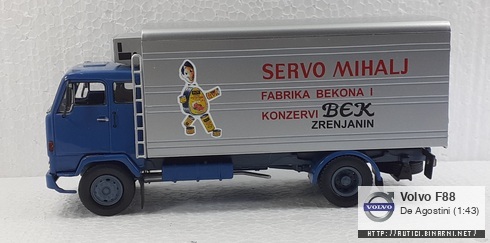 SERVO MIHALJ
FABRIKA BEKONA I
KONZERVI BEK
ZRENJANIN
Volvo F88
VOLVO
De Agostini (1:43)
http://autici.binarni.net/